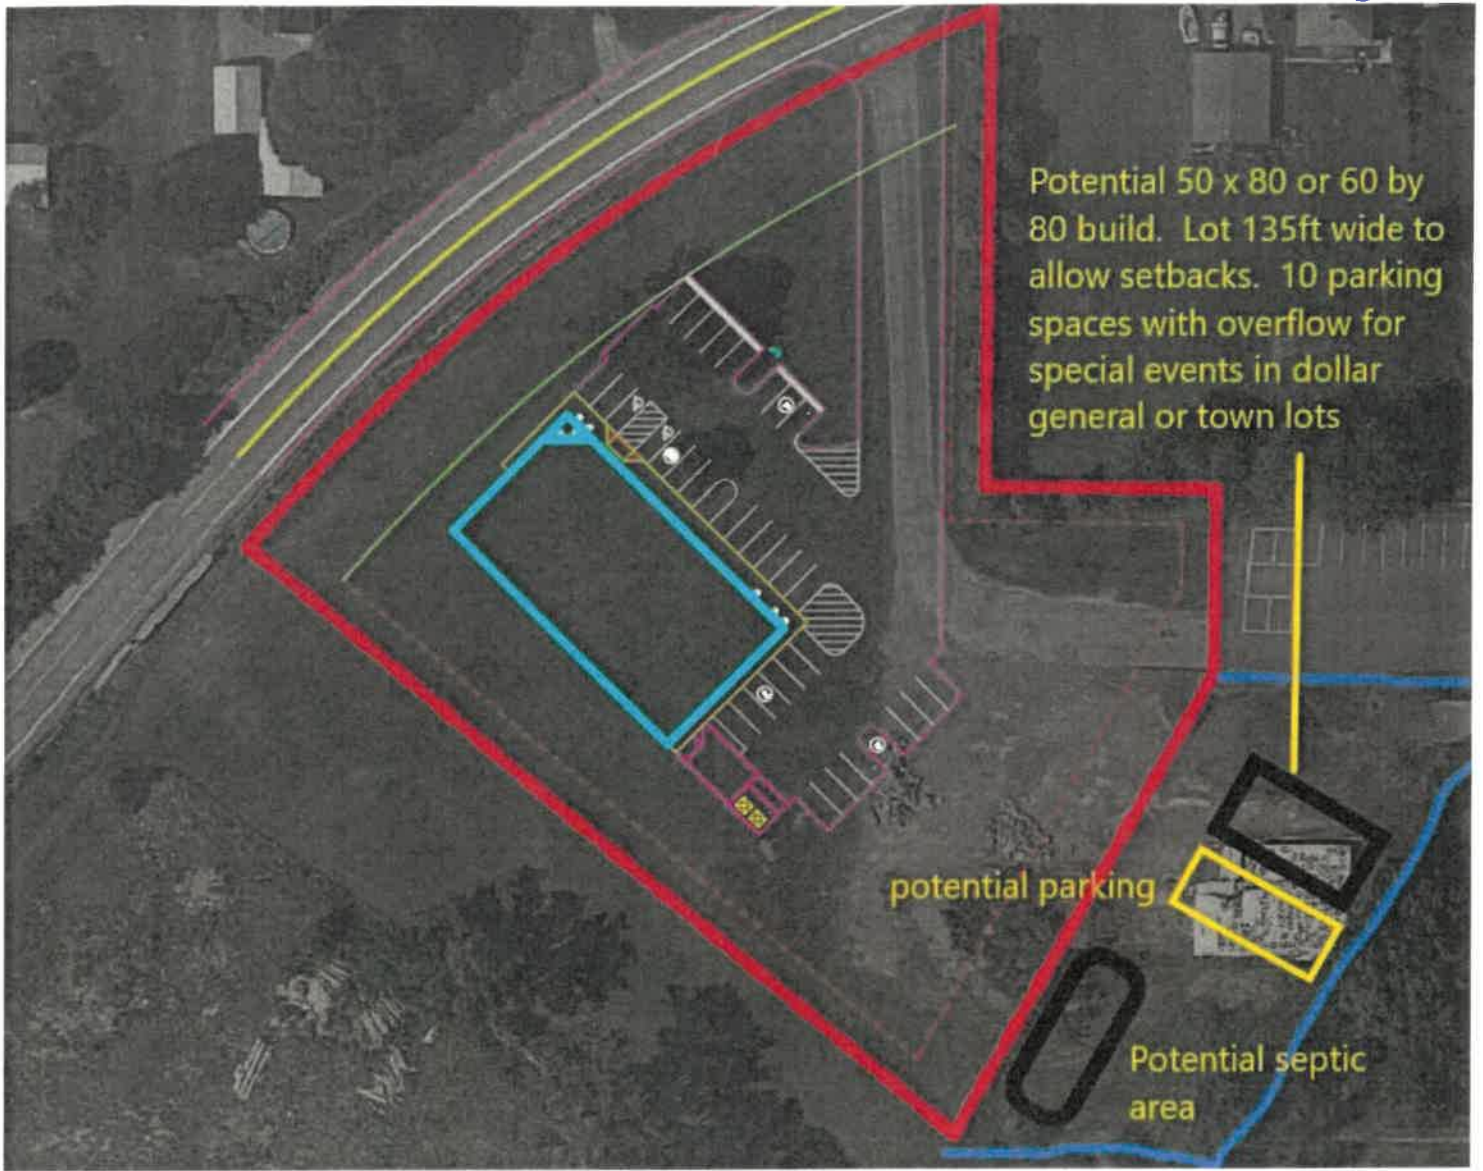 Potential 50 x 80 or 60 by
80 build. Lot 135ft wide to
allow setbacks. 10 parking
spaces with overflow for
special events in dollar
general or town lots
potential parking
Potential septic
area